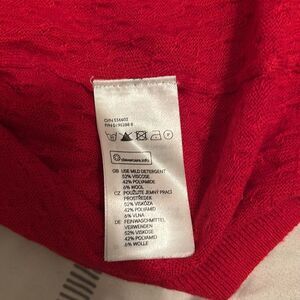 clevercare.info
GB USE MILD DETERGENT
52% VISCOSE
42% POLYAMIDE
6% WOOL
CZ POUŽIJTE JEMNÝ PRACÍ
PROSTŘEDEK
52% VISKÓZA
42% POLYAMID
6% VLNA
DE FEINWASCHMITTEL
VERWENDEN
52% VISKOSE
42% POLYAMID
6% WOLLE